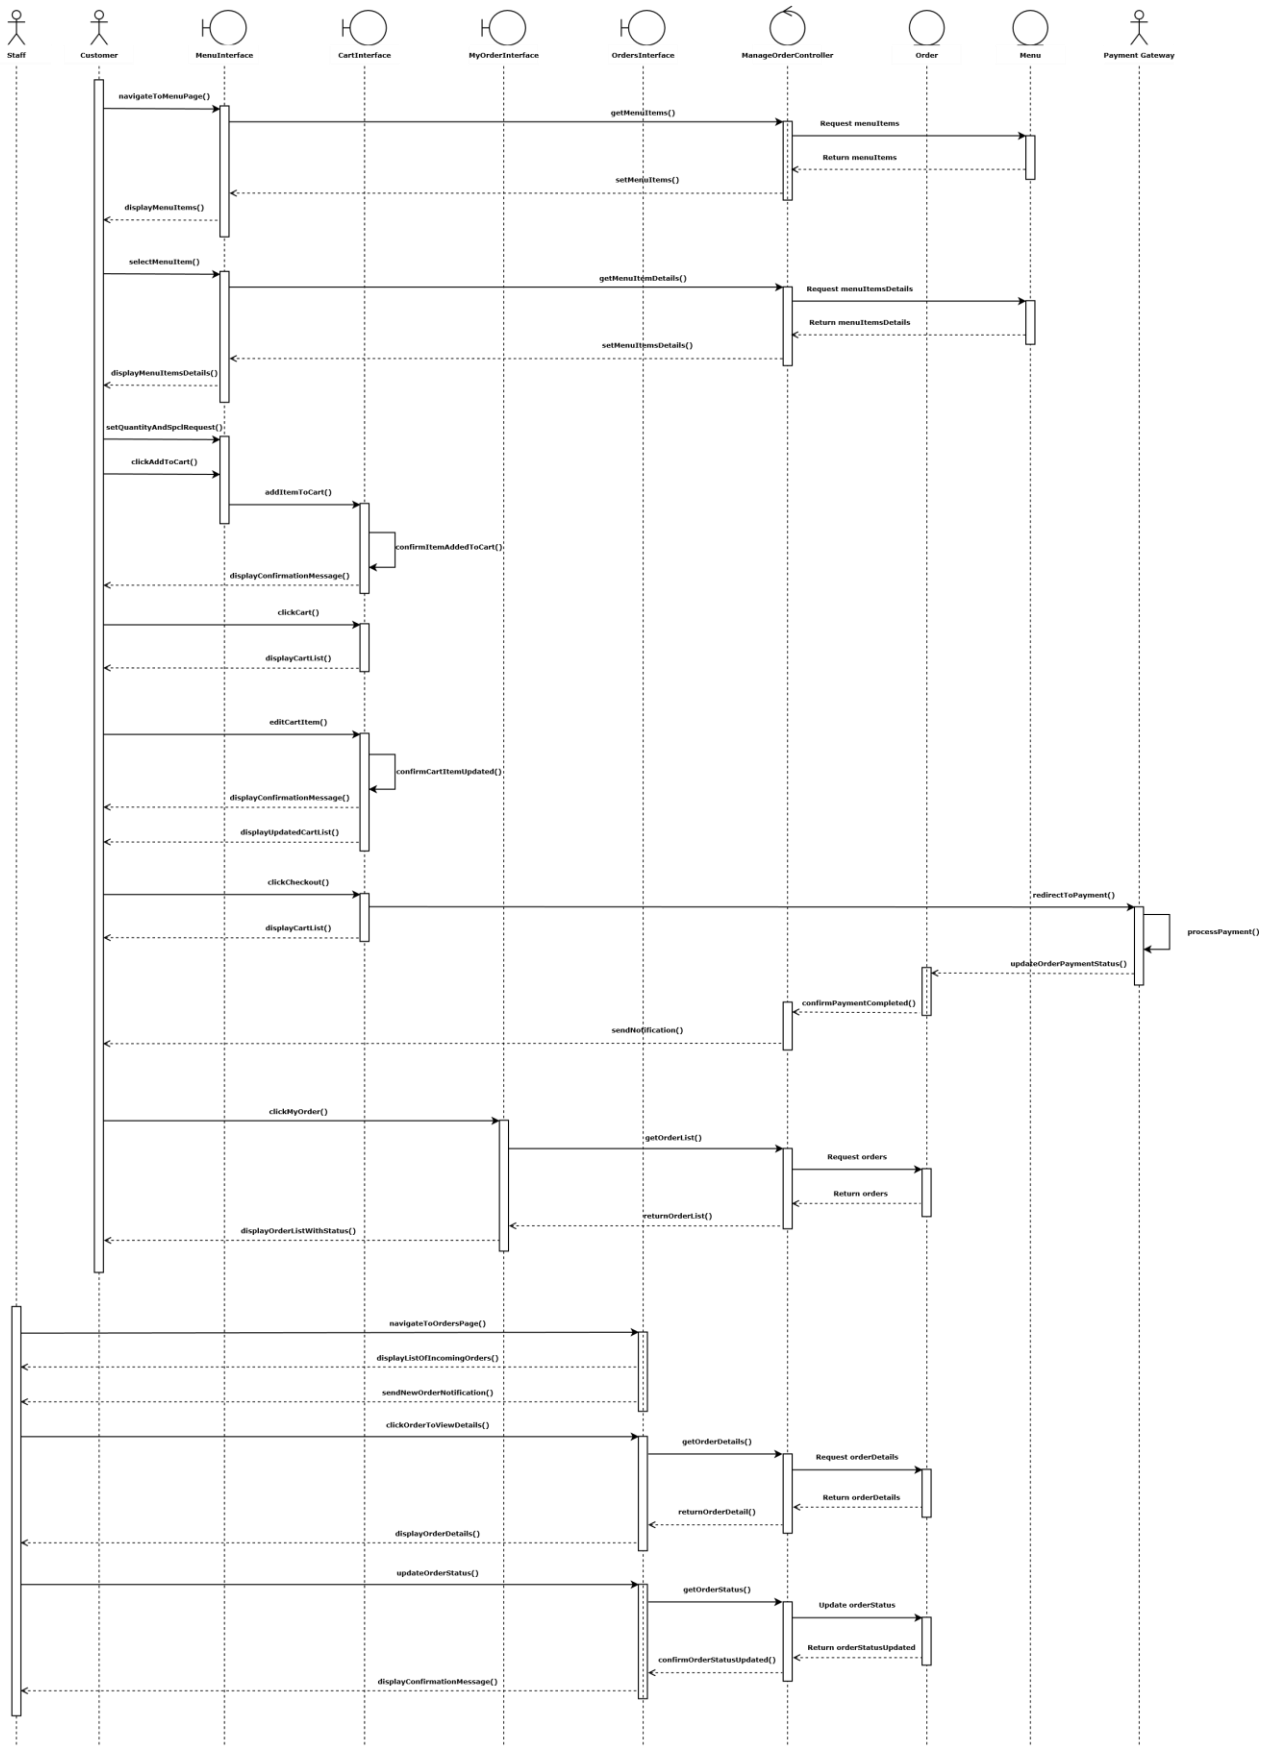 Staff
Customer
MenuInterface
CartInterface
MyOrderInterface
OrdersInterface
ManageOrderController
Order
Menu
Payment Gateway
navigateToMenuPage()
getMenuItems()
Request menuItems
Return menuItems
setMenuItems()
displayMenuItems()
selectMenuItem()
getMenuItemDetails()
Request menuItemsDetails
Return menuItemsDetails
setMenuItemsDetails()
displayMenuItemsDetails()
setQuantityAndSpclRequest()
clickAddToCart()
addItemToCart()
confirmItemAddedToCart()
displayConfirmationMessage()
clickCart()
displayCartList()
editCartItem()
confirmCartItemUpdated()
displayConfirmationMessage()
displayUpdatedCartList()
clickCheckout()
redirectToPayment()
displayCartList()
processPayment()
updateOrderPaymentStatus()
confirmPaymentCompleted()
sendNotification()
clickMyOrder()
getOrderList()
Request orders
Return orders
returnOrderList()
displayOrderListWithStatus()
navigateToOrdersPage()
displayListOfIncomingOrders()
sendNewOrderNotification()
clickOrderToViewDetails()
getOrderDetails()
Request orderDetails
Return orderDetails
returnOrderDetail()
displayOrderDetails()
updateOrderStatus()
getOrderStatus()
Update orderStatus
Return orderStatusUpdated
confirmOrderStatusUpdated()
displayConfirmationMessage()